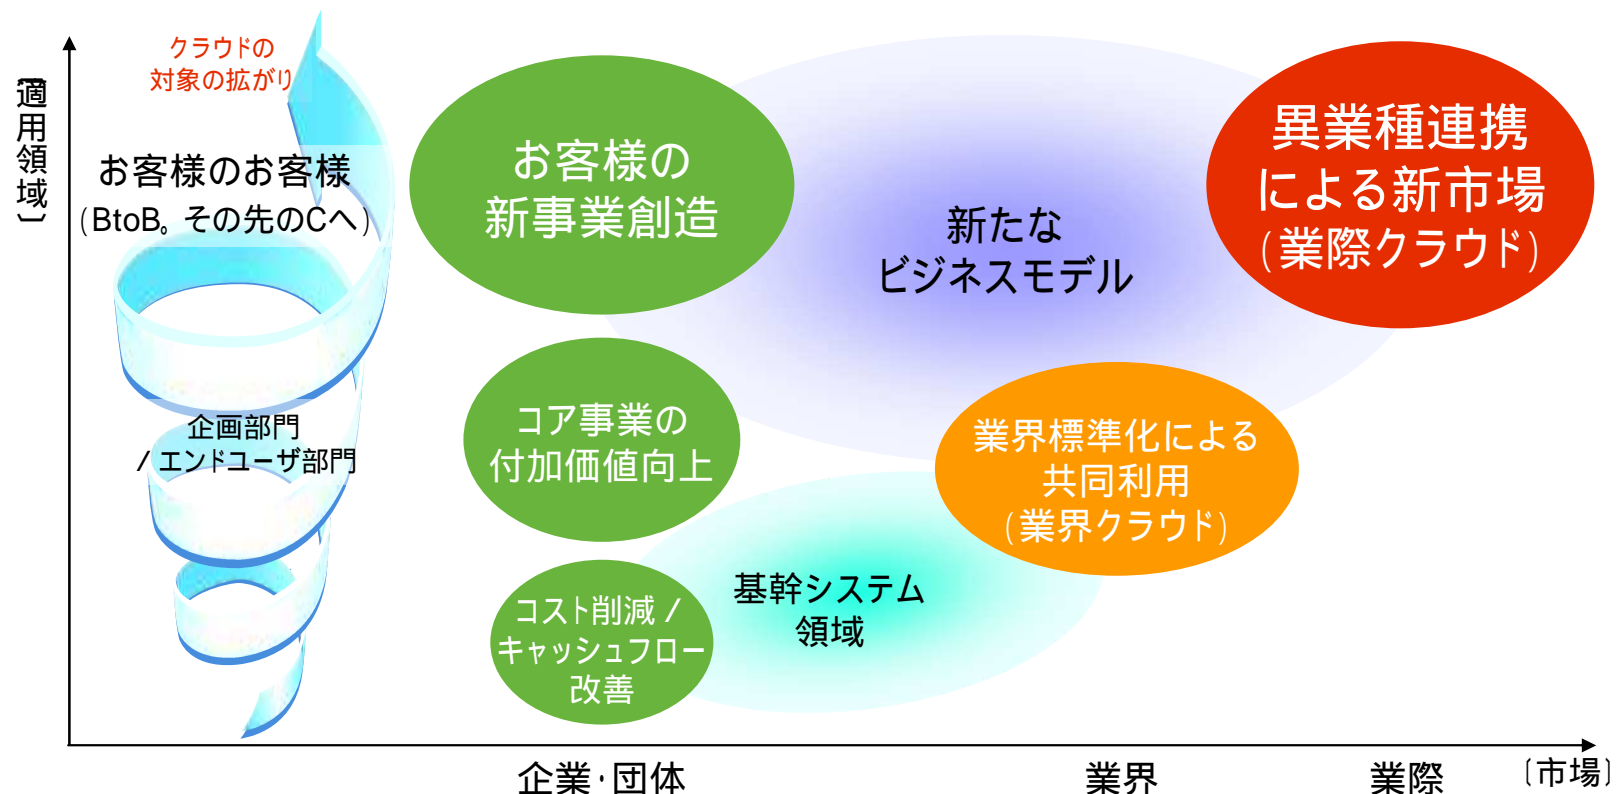 〔適用領域〕
クラウドの
対象の拡がり
お客様のお客様
(BtoB。その先のCへ)
企画部門
/エンドユーザ部門
お客様の
新事業創造
コア事業の
付加価値向上
コスト削減/
キャッシュフロー
改善
新たな
ビジネスモデル
基幹システム
領域
異業種連携
による新市場
(業際クラウド)
業界標準化による
共同利用
(業界クラウド)
企業・団体
業界
業際
〔市場〕